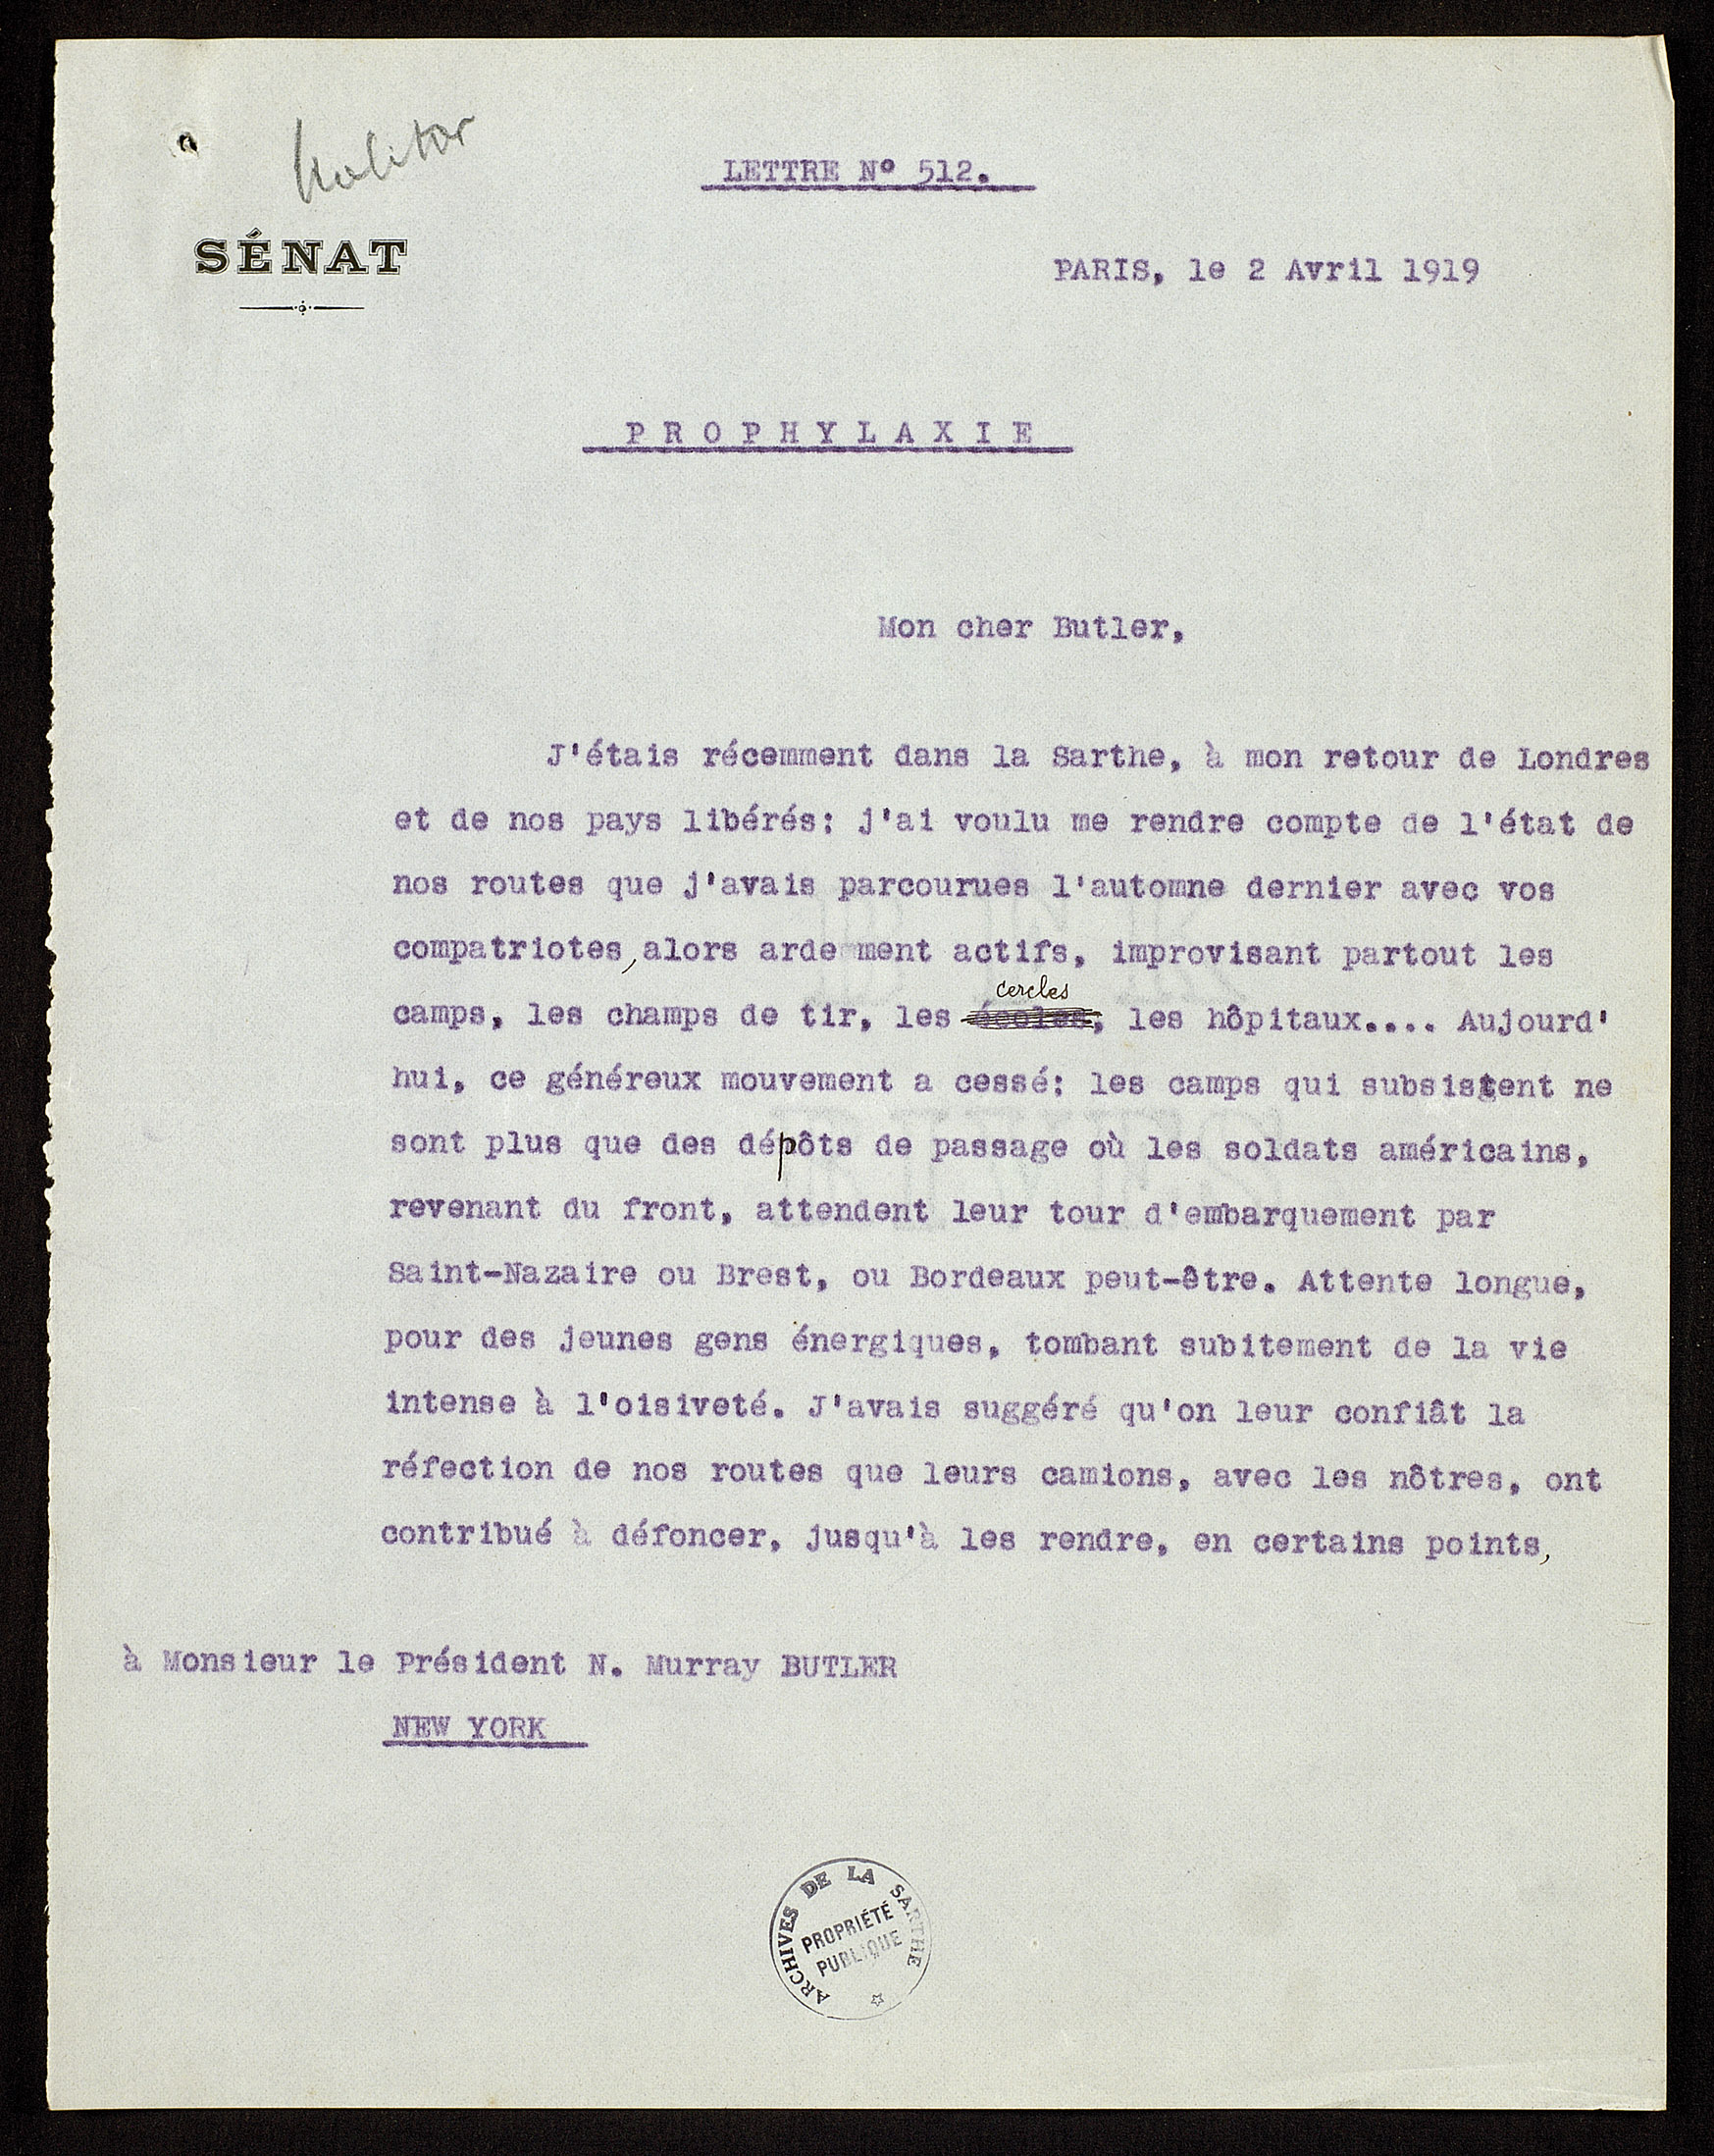 LETTRE Nº 512.
SÉNAT
PARIS, le 2 Avril 1919
PROPHYLAXIE
Mon cher Butler,
J'étais récemment dans la Sarthe, à mon retour de Londres
et de nos pays libérés: j'ai voulu me rendre compte de l'état de
nos routes que j'avais parcourues l'automne dernier avec vos
compatriotes, alors ardemment actifs, improvisant partout les
cercles
camps, les champs de tir, les écoles, les hôpitaux.... Aujourd'
hui, ce généreux mouvement a cessé: les camps qui subsistent ne
sont plus que des dépôts de passage où les soldats américains,
revenant du front, attendent leur tour d'embarquement par
Saint-Nazaire ou Brest, ou Bordeaux peut-être. Attente longue,
pour des jeunes gens énergiques, tombant subitement de la vie
intense à l'oisiveté. J'avais suggéré qu'on leur confiât la
réfection de nos routes que leurs camions, avec les nôtres, ont
contribué à défoncer, jusqu'à les rendre, en certains points,
à Monsieur le Président N. Murray BUTLER
NEW YORK
ARCHIVES DE LA SARTHE
PROPRIÉTÉ
PUBLIQUE